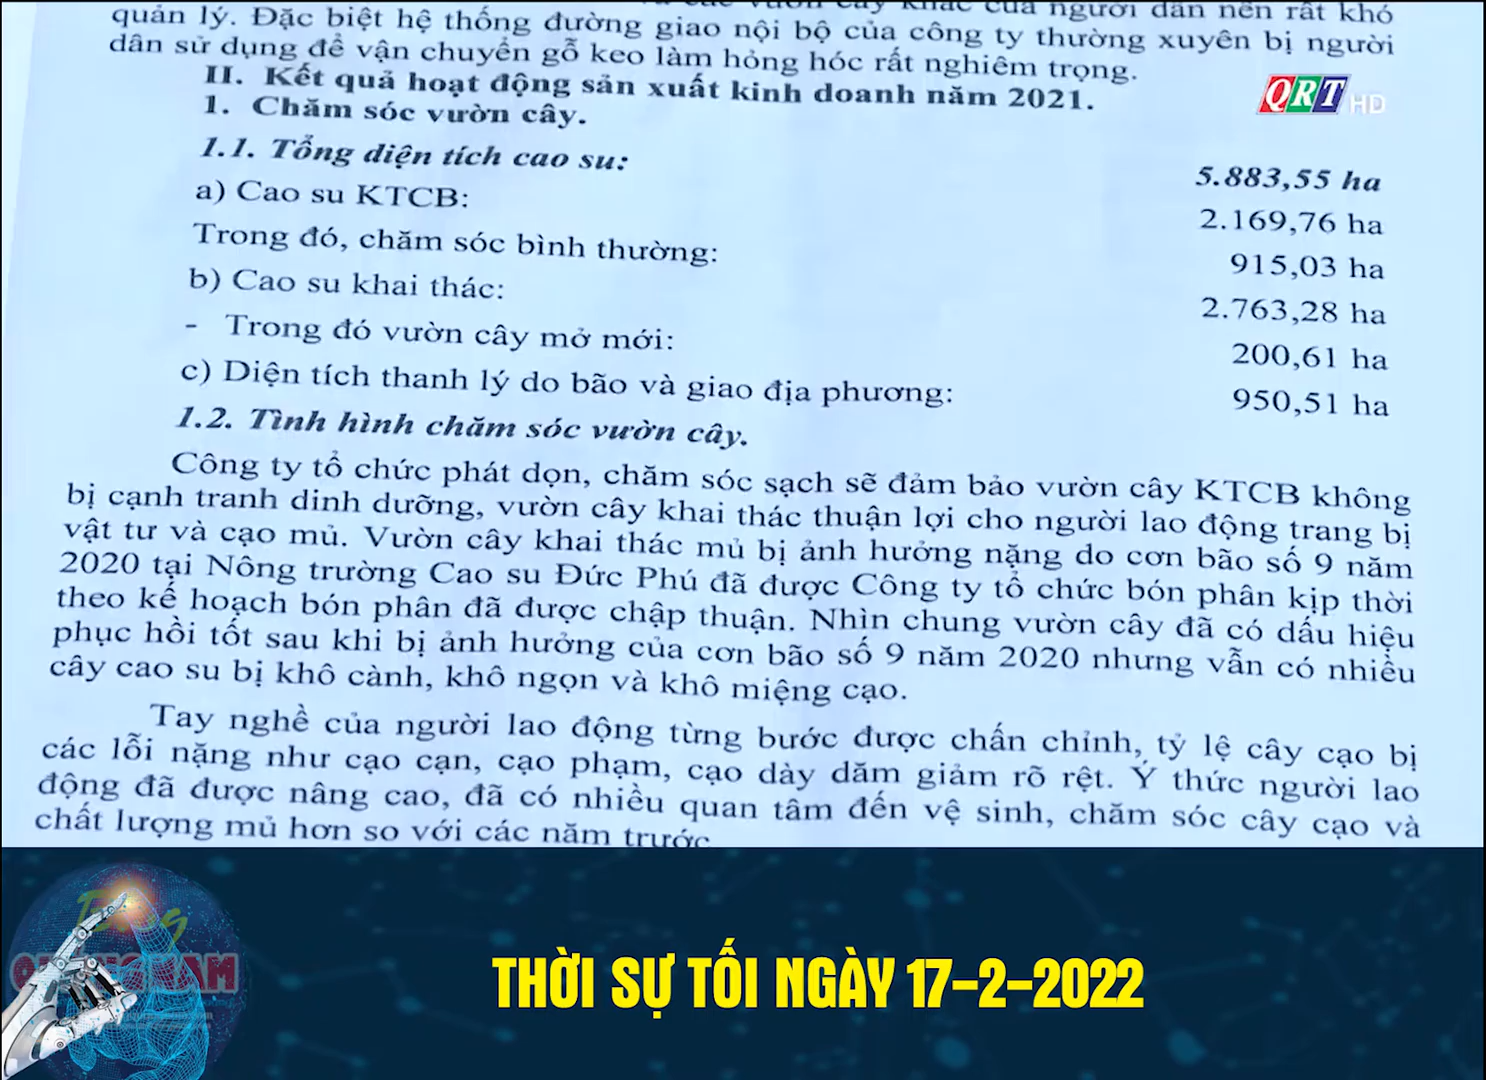 khác của người dân nên rất khó
quản lý. Đặc biệt hệ thống đường giao nội bộ của công ty thường xuyên bị người
dân sử dụng để vận chuyển gỗ keo làm hỏng hóc rất nghiêm trọng.
II. Kết quả hoạt động sản xuất kinh doanh năm 2021.
QRT HD
1. Chăm sóc vườn cây.
1.1. Tổng diện tích cao su: 5.883,55 ha
a) Cao su KTCB: 2.169,76 ha
Trong đó, chăm sóc bình thường: 915,03 ha
b) Cao su khai thác: 2.763,28 ha
- Trong đó vườn cây mở mới: 200,61 ha
c) Diện tích thanh lý do bão và giao địa phương: 950,51 ha
1.2. Tình hình chăm sóc vườn cây.
Công ty tổ chức phát dọn, chăm sóc sạch sẽ đảm bảo vườn cây KTCB không
bị cạnh tranh dinh dưỡng, vườn cây khai thác thuận lợi cho người lao động trang bị
vật tư và cạo mủ. Vườn cây khai thác mủ bị ảnh hưởng nặng do cơn bão số 9 năm
2020 tại Nông trường Cao su Đức Phú đã được Công ty tổ chức bón phân kịp thời
theo kế hoạch bón phân đã được chập thuận. Nhìn chung vườn cây đã có dấu hiệu
phục hồi tốt sau khi bị ảnh hưởng của cơn bão số 9 năm 2020 nhưng vẫn có nhiều
cây cao su bị khô cành, khô ngọn và khô miệng cạo.
Tay nghề của người lao động từng bước được chấn chỉnh, tỷ lệ cây cạo bị
các lỗi nặng như cạo cạn, cạo phạm, cạo dày dăm giảm rõ rệt. Ý thức người lao
động đã được nâng cao, đã có nhiều quan tâm đến vệ sinh, chăm sóc cây cạo và
chất lượng mủ hơn so với các năm trước
THỜI SỰ TỐI NGÀY 17-2-2022